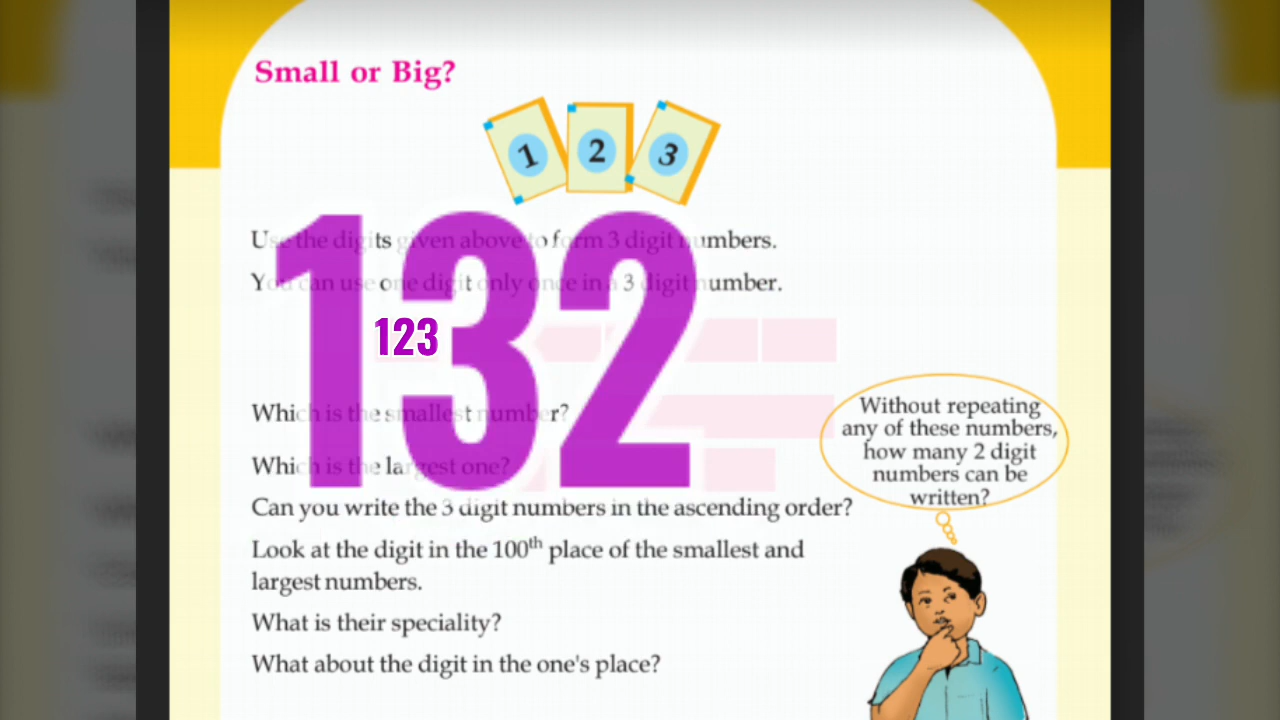 Small or Big?
1 2 3
Use the digits given above to form 3 digit numbers.
You can use one digit only once in a 3 digit number.
132
123
Which is the smallest number?
Which is the largest one?
Can you write the 3 digit numbers in the ascending order?
Look at the digit in the 100th place of the smallest and
largest numbers.
What is their speciality?
What about the digit in the one's place?
Without repeating
any of these numbers,
how many 2 digit
numbers can be
written?